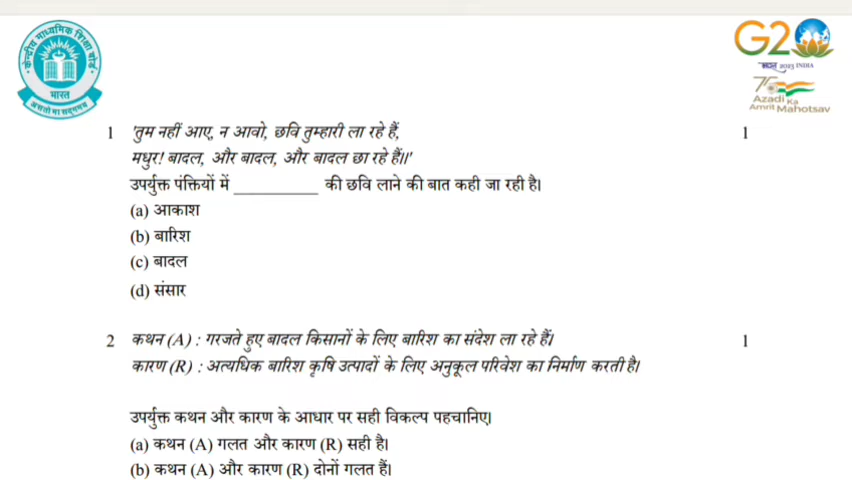 केन्द्रीय माध्यमिक शिक्षा बोर्ड
भारत
असतो मा सद्गमय
G20
भारत 2023 INDIA
75
Azadi Ka
Amrit Mahotsav
1 'तुम नहीं आए, न आवो, छवि तुम्हारी ला रहे हैं, 1
मधुर! बादल, और बादल, और बादल छा रहे हैं।।'
उपर्युक्त पंक्तियों में ___________ की छवि लाने की बात कही जा रही है।
(a) आकाश
(b) बारिश
(c) बादल
(d) संसार
2 कथन (A) : गरजते हुए बादल किसानों के लिए बारिश का संदेश ला रहे हैं। 1
कारण (R) : अत्यधिक बारिश कृषि उत्पादों के लिए अनुकूल परिवेश का निर्माण करती है।
उपर्युक्त कथन और कारण के आधार पर सही विकल्प पहचानिए।
(a) कथन (A) गलत और कारण (R) सही है।
(b) कथन (A) और कारण (R) दोनों गलत हैं।